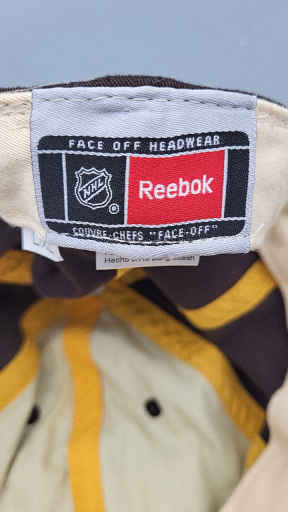 FACE OFF HEADWEAR
NHL
®
Reebok
COUVRE-CHEFS "FACE-OFF"